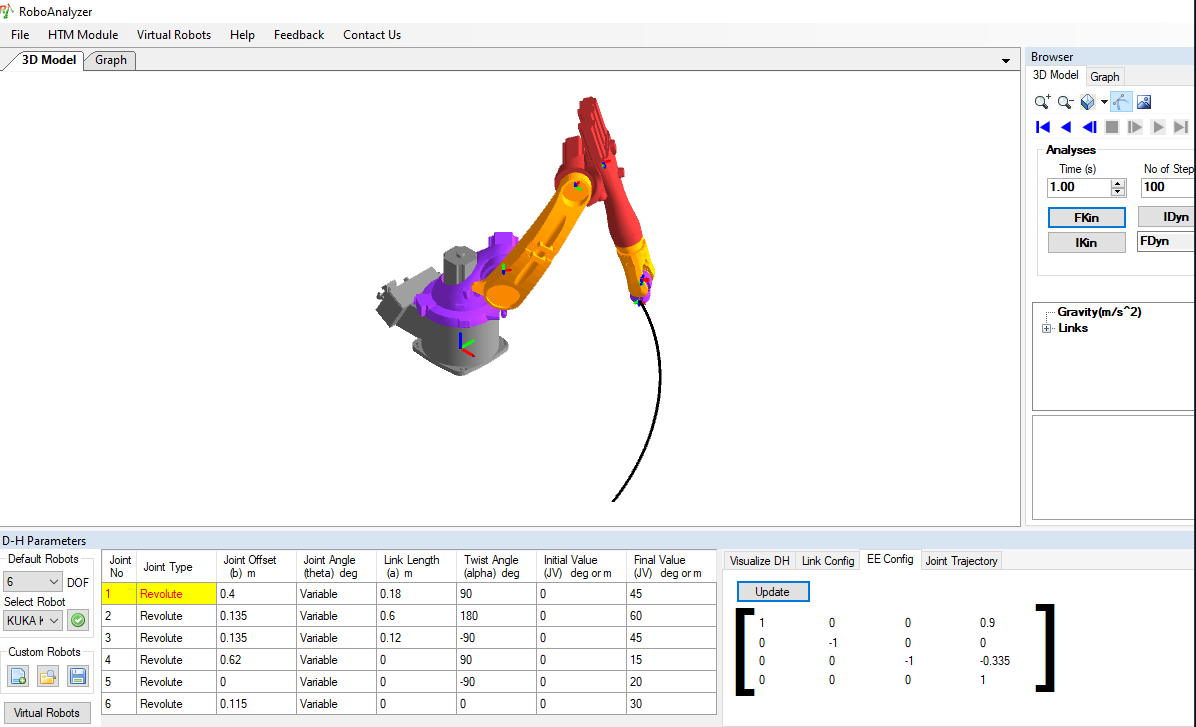 RoboAnalyzer
File HTM Module Virtual Robots Help Feedback Contact Us
3D Model Graph
Browser
3D Model Graph
Analyses
Time (s) No of Step
1.00 100
FKin IDyn
IKin FDyn
Gravity(m/s^2)
Links
D-H Parameters
Default Robots
6 DOF
Select Robot
KUKA K
Custom Robots
Virtual Robots
Joint No Joint Type Joint Offset (b) m Joint Angle (theta) deg Link Length (a) m Twist Angle (alpha) deg Initial Value (JV) deg or m Final Value (JV) deg or m
1 Revolute 0.4 Variable 0.18 90 0 45
2 Revolute 0.135 Variable 0.6 180 0 60
3 Revolute 0.135 Variable 0.12 -90 0 45
4 Revolute 0.62 Variable 0 90 0 15
5 Revolute 0 Variable 0 -90 0 20
6 Revolute 0.115 Variable 0 0 0 30
Visualize DH Link Config EE Config Joint Trajectory
Update
1 0 0 0.9
0 -1 0 0
0 0 -1 -0.335
0 0 0 1